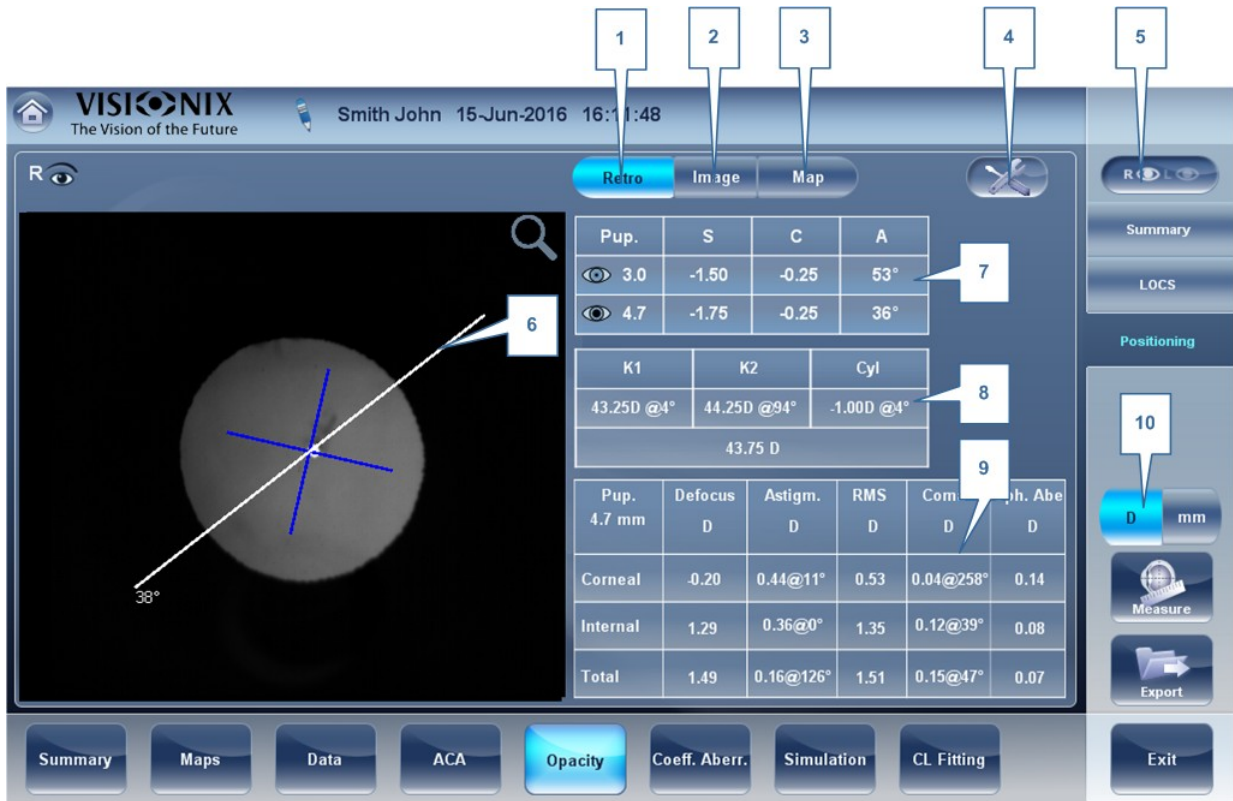 1 2 3 4 5
VISIONIX
The Vision of the Future
Smith John 15-Jun-2016 16:11:48
R
Retro Image Map
R L
Summary
LOCS
Positioning
Pup. S C A
3.0 -1.50 -0.25 53°
4.7 -1.75 -0.25 36°
7
6
K1 K2 Cyl
43.25D @4° 44.25D @94° -1.00D @4°
43.75 D
8
10
9
Pup. 4.7 mm Defocus D Astigm. D RMS D D Abe D
Corneal -0.20 0.44@11° 0.53 0.04@258° 0.14
Internal 1.29 0.36@0° 1.35 0.12@39° 0.08
Total 1.49 0.16@126° 1.51 0.15@47° 0.07
38°
D mm
Measure
Export
Summary Maps Data ACA Opacity Coeff. Aberr. Simulation CL Fitting Exit